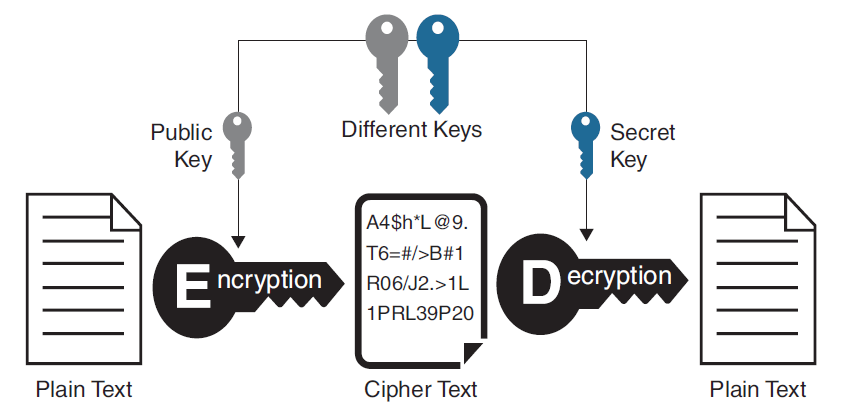 Different Keys
Public
Key
Secret
Key
Encryption
A4$h*L@9.
T6=#/>B#1
R06/J2.>1L
1PRL39P20
Decryption
Plain Text
Cipher Text
Plain Text